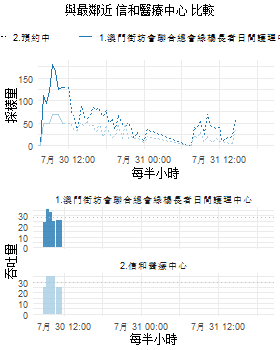 與最鄰近 信和醫療中心 比較
2.預約中
1.澳門街坊會聯合總會綠楊長者日間護理中
採樣里
150
100
50
0
7月 30 12:00
7月 31 00:00
7月 31 12:00
每半小時
1.澳門街坊會聯合總會綠楊長者日間護理中心
30
20
10
0
2.信和醫療中心
吞吐里
30
20
10
0
7月 30 12:00
7月 31 00:00
7月 31 12:00
每半小時